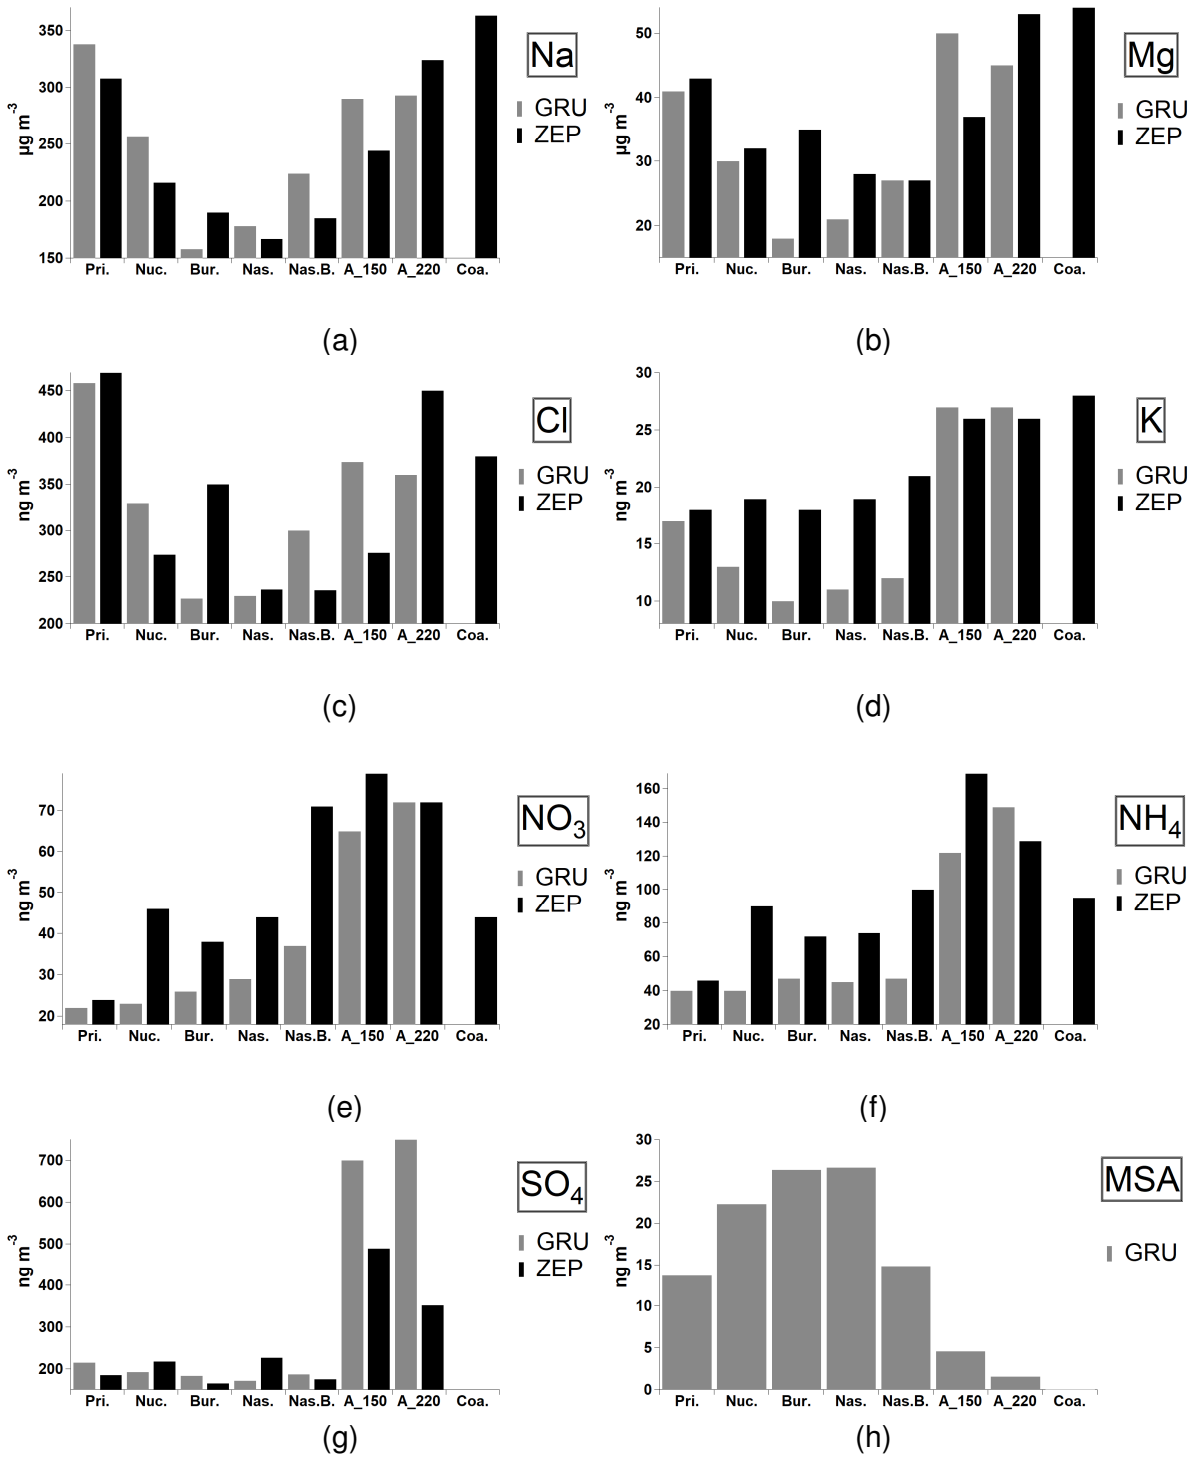 Na
GRU
ZEP
µg m-3
350
300
250
200
150
Pri. Nuc. Bur. Nas. Nas.B. A_150 A_220 Coa.
(a)
Mg
GRU
ZEP
µg m-3
50
40
30
20
Pri. Nuc. Bur. Nas. Nas.B. A_150 A_220 Coa.
(b)
Cl
GRU
ZEP
ng m-3
450
400
350
300
250
200
Pri. Nuc. Bur. Nas. Nas.B. A_150 A_220 Coa.
(c)
K
GRU
ZEP
ng m-3
30
25
20
15
10
Pri. Nuc. Bur. Nas. Nas.B. A_150 A_220 Coa.
(d)
NO3
GRU
ZEP
ng m-3
70
60
50
40
30
20
Pri. Nuc. Bur. Nas. Nas.B. A_150 A_220 Coa.
(e)
NH4
GRU
ZEP
ng m-3
160
140
120
100
80
60
40
20
Pri. Nuc. Bur. Nas. Nas.B. A_150 A_220 Coa.
(f)
SO4
GRU
ZEP
ng m-3
700
600
500
400
300
200
Pri. Nuc. Bur. Nas. Nas.B. A_150 A_220 Coa.
(g)
MSA
GRU
ng m-3
30
25
20
15
10
5
0
Pri. Nuc. Bur. Nas. Nas.B. A_150 A_220 Coa.
(h)